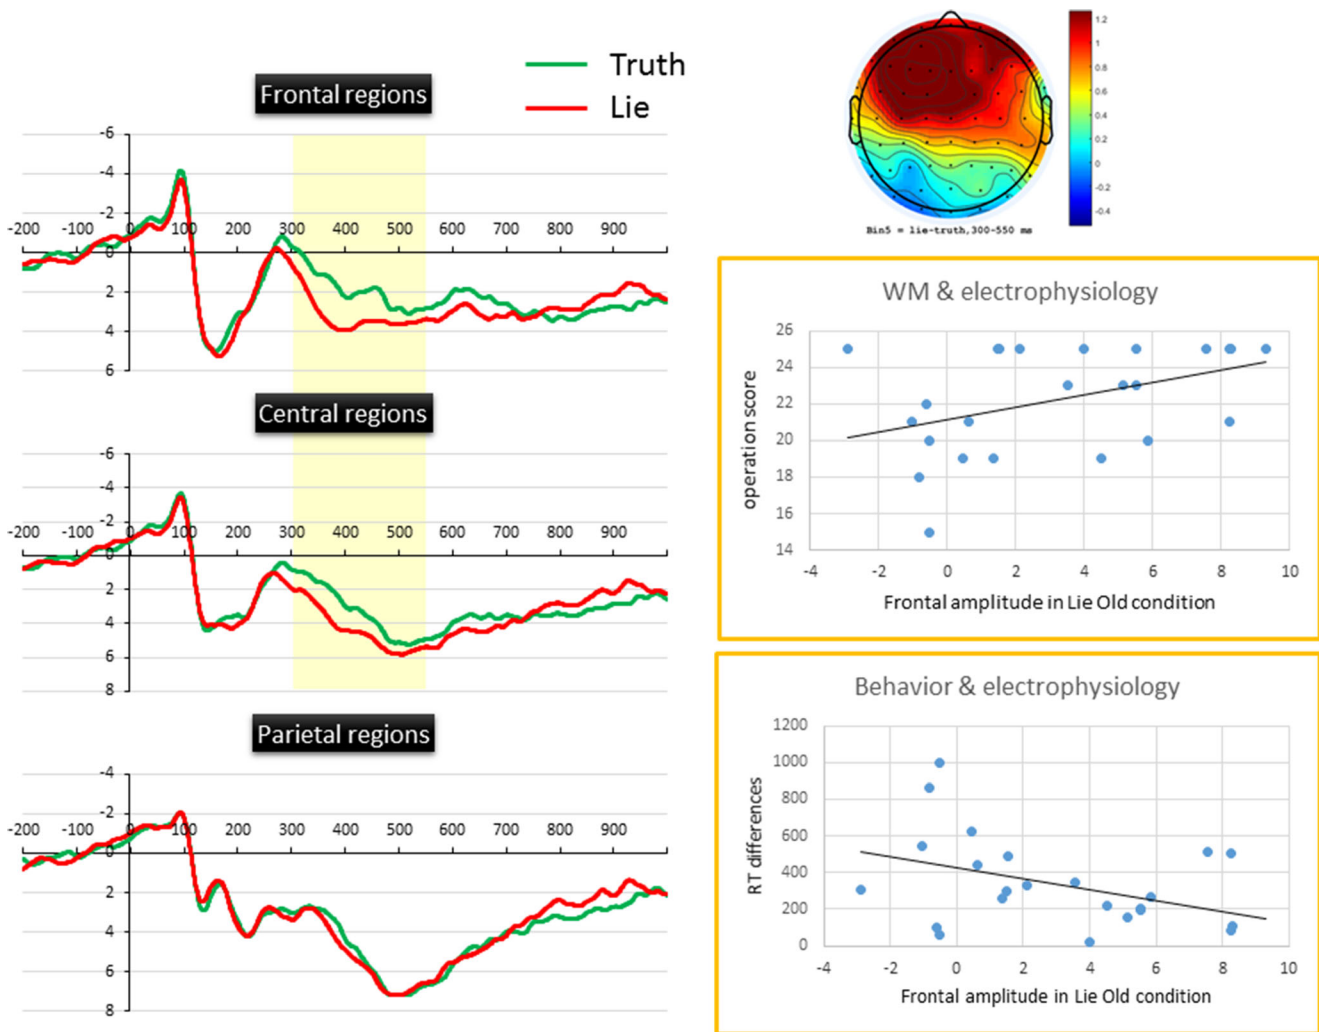 Truth
Lie
Frontal regions
-6
-4
-2
-200 -100 0 100 200 300 400 500 600 700 800 900
0
2
4
6
Central regions
-6
-4
-2
-200 -100 0 100 200 300 400 500 600 700 800 900
0
2
4
6
8
Parietal regions
-4
-2
-200 -100 0 100 200 300 400 500 600 700 800 900
0
2
4
6
8
1.2
1
0.8
0.6
0.4
0.2
0
-0.2
-0.4
Bin5 = lie-truth,300-550 ms
WM & electrophysiology
operation score
26
24
22
20
18
16
14
-4 -2 0 2 4 6 8 10
Frontal amplitude in Lie Old condition
Behavior & electrophysiology
RT differences
1200
1000
800
600
400
200
0
-4 -2 0 2 4 6 8 10
Frontal amplitude in Lie Old condition